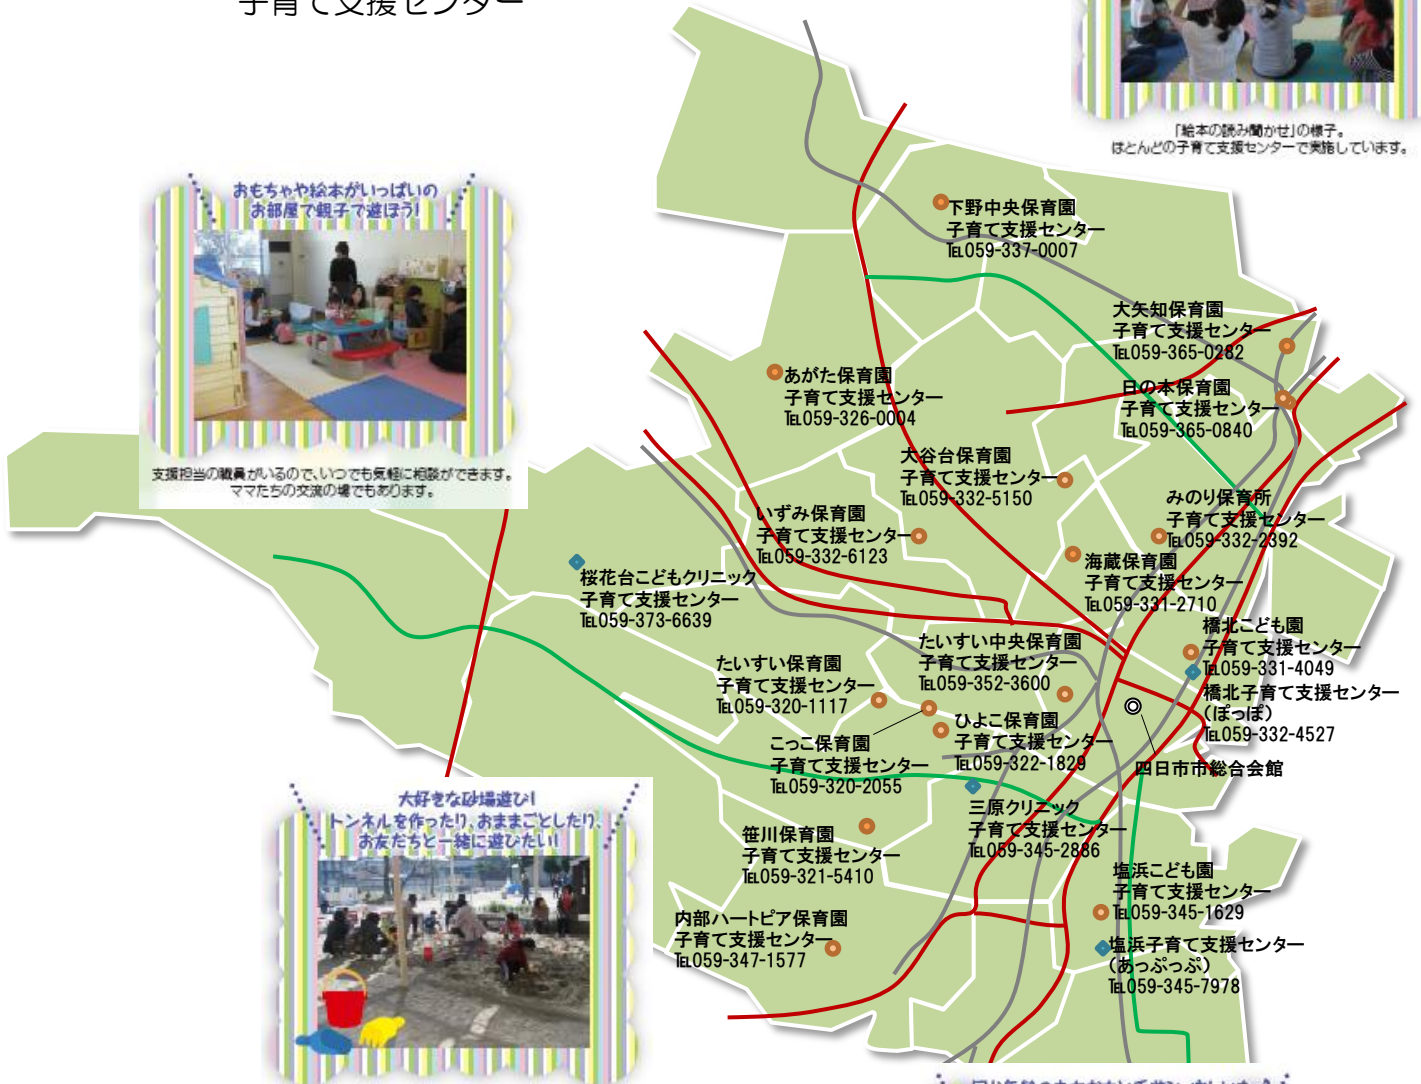 子育て支援センター
「絵本の読み聞かせ」の様子。
ほとんどの子育て支援センターで実施しています。
おもちゃや絵本がいっぱいの
お部屋で親子で遊ぼう!
支援担当の職員がいるので、いつでも気軽に相談ができます。
ママたちの交流の場でもあります。
下野中央保育園
子育て支援センター
℡059-337-0007
大矢知保育園
子育て支援センター
℡059-365-0282
あがた保育園
子育て支援センター
℡059-326-0004
日の本保育園
子育て支援センター
℡059-365-0840
大谷台保育園
子育て支援センター
℡059-332-5150
みのり保育所
子育て支援センター
℡059-332-2392
いずみ保育園
子育て支援センター
℡059-332-6123
海蔵保育園
子育て支援センター
℡059-331-2710
桜花台こどもクリニック
子育て支援センター
℡059-373-6639
橋北こども園
子育て支援センター
℡059-331-4049
橋北子育て支援センター
(ぽっぽ)
℡059-332-4527
たいすい中央保育園
子育て支援センター
℡059-352-3600
たいすい保育園
子育て支援センター
℡059-320-1117
ひよこ保育園
子育て支援センター
℡059-322-1829
こっこ保育園
子育て支援センター
℡059-320-2055
四日市市総合会館
三原クリニック
子育て支援センター
℡059-345-2886
笹川保育園
子育て支援センター
℡059-321-5410
塩浜こども園
子育て支援センター
℡059-345-1629
内部ハートピア保育園
子育て支援センター
℡059-347-1577
塩浜子育て支援センター
(あっぷっぷ)
℡059-345-7978
大好きな砂場遊び!
トンネルを作ったり、おままごとしたり、
お友だちと一緒に遊びたい!